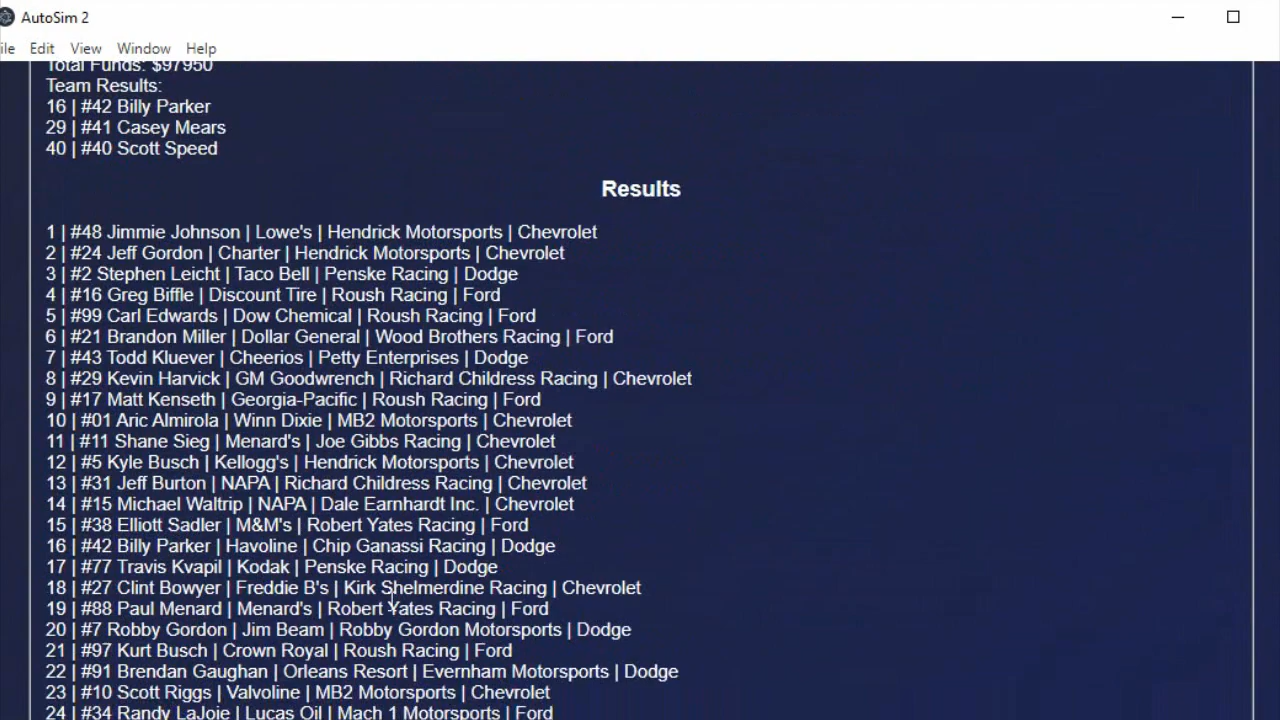 AutoSim 2
ile Edit View Window Help
Total Funds: $97950
Team Results:
16 | #42 Billy Parker
29 | #41 Casey Mears
40 | #40 Scott Speed
Results
1 | #48 Jimmie Johnson | Lowe's | Hendrick Motorsports | Chevrolet
2 | #24 Jeff Gordon | Charter | Hendrick Motorsports | Chevrolet
3 | #2 Stephen Leicht | Taco Bell | Penske Racing | Dodge
4 | #16 Greg Biffle | Discount Tire | Roush Racing | Ford
5 | #99 Carl Edwards | Dow Chemical | Roush Racing | Ford
6 | #21 Brandon Miller | Dollar General | Wood Brothers Racing | Ford
7 | #43 Todd Kluever | Cheerios | Petty Enterprises | Dodge
8 | #29 Kevin Harvick | GM Goodwrench | Richard Childress Racing | Chevrolet
9 | #17 Matt Kenseth | Georgia-Pacific | Roush Racing | Ford
10 | #01 Aric Almirola | Winn Dixie | MB2 Motorsports | Chevrolet
11 | #11 Shane Sieg | Menard's | Joe Gibbs Racing | Chevrolet
12 | #5 Kyle Busch | Kellogg's | Hendrick Motorsports | Chevrolet
13 | #31 Jeff Burton | NAPA | Richard Childress Racing | Chevrolet
14 | #15 Michael Waltrip | NAPA | Dale Earnhardt Inc. | Chevrolet
15 | #38 Elliott Sadler | M&M's | Robert Yates Racing | Ford
16 | #42 Billy Parker | Havoline | Chip Ganassi Racing | Dodge
17 | #77 Travis Kvapil | Kodak | Penske Racing | Dodge
18 | #27 Clint Bowyer | Freddie B's | Kirk Shelmerdine Racing | Chevrolet
19 | #88 Paul Menard | Menard's | Robert Yates Racing | Ford
20 | #7 Robby Gordon | Jim Beam | Robby Gordon Motorsports | Dodge
21 | #97 Kurt Busch | Crown Royal | Roush Racing | Ford
22 | #91 Brendan Gaughan | Orleans Resort | Evernham Motorsports | Dodge
23 | #10 Scott Riggs | Valvoline | MB2 Motorsports | Chevrolet
24 | #34 Randy LaJoie | Lucas Oil | Mach 1 Motorsports | Ford